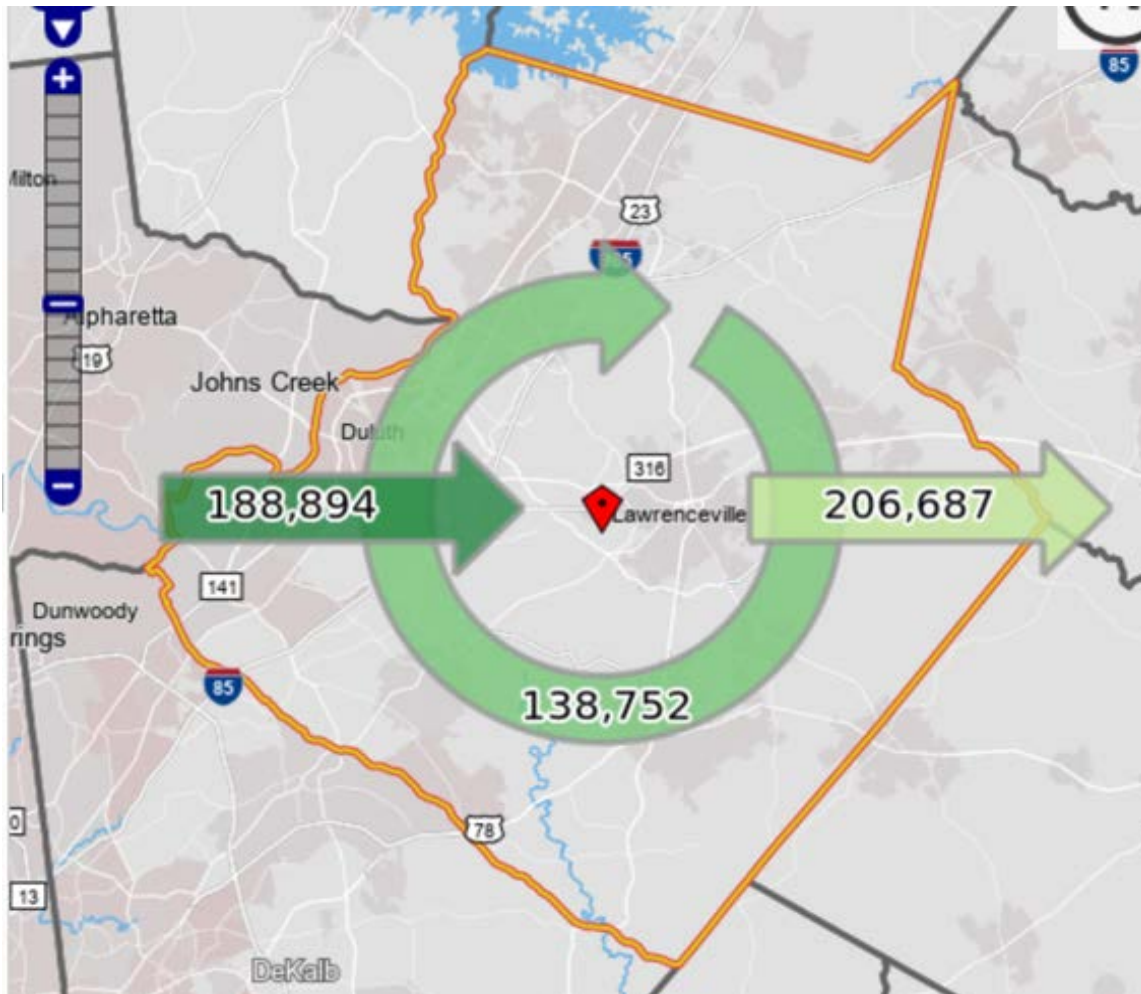 85
Milton
23
Alpharetta
19
Johns Creek
Duluth
316
188,894
Lawrenceville
206,687
141
Dunwoody
rings
85
138,752
78
0
13
DeKalb